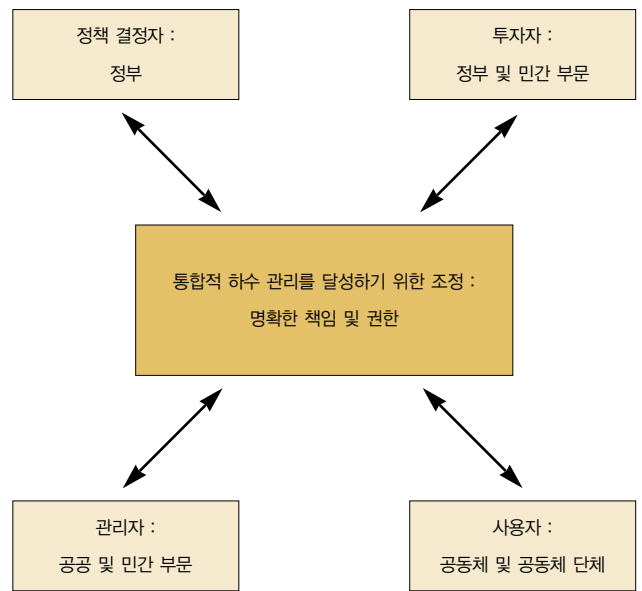 정책 결정자 :
정부
투자자 :
정부 및 민간 부문
통합적 하수 관리를 달성하기 위한 조정 :
명확한 책임 및 권한
관리자 :
공공 및 민간 부문
사용자 :
공동체 및 공동체 단체